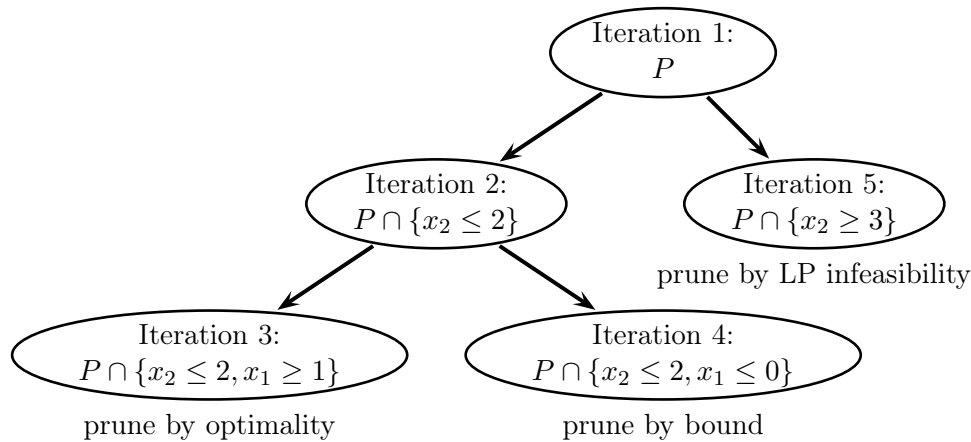 Iteration 1:
P
Iteration 2:
P ∩ {x₂ ≤ 2}
Iteration 5:
P ∩ {x₂ ≥ 3}
prune by LP infeasibility
Iteration 3:
P ∩ {x₂ ≤ 2, x₁ ≥ 1}
prune by optimality
Iteration 4:
P ∩ {x₂ ≤ 2, x₁ ≤ 0}
prune by bound